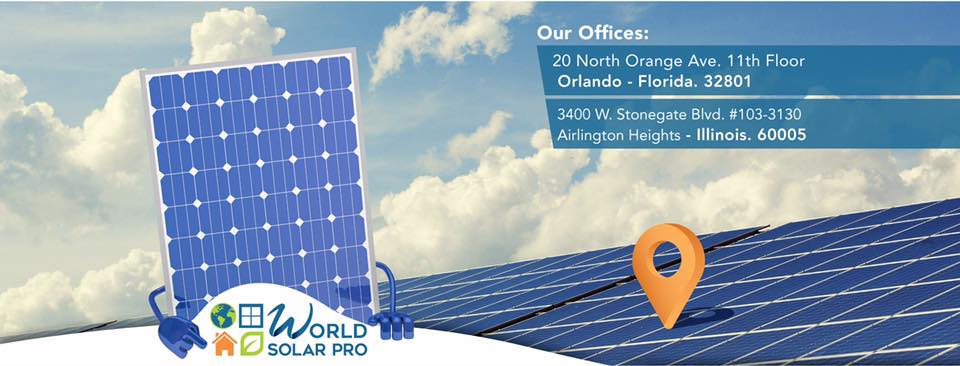 Our Offices:
20 North Orange Ave. 11th Floor
Orlando - Florida. 32801
3400 W. Stonegate Blvd. #103-3130
Airlington Heights - Illinois. 60005
WORLD
SOLAR PRO